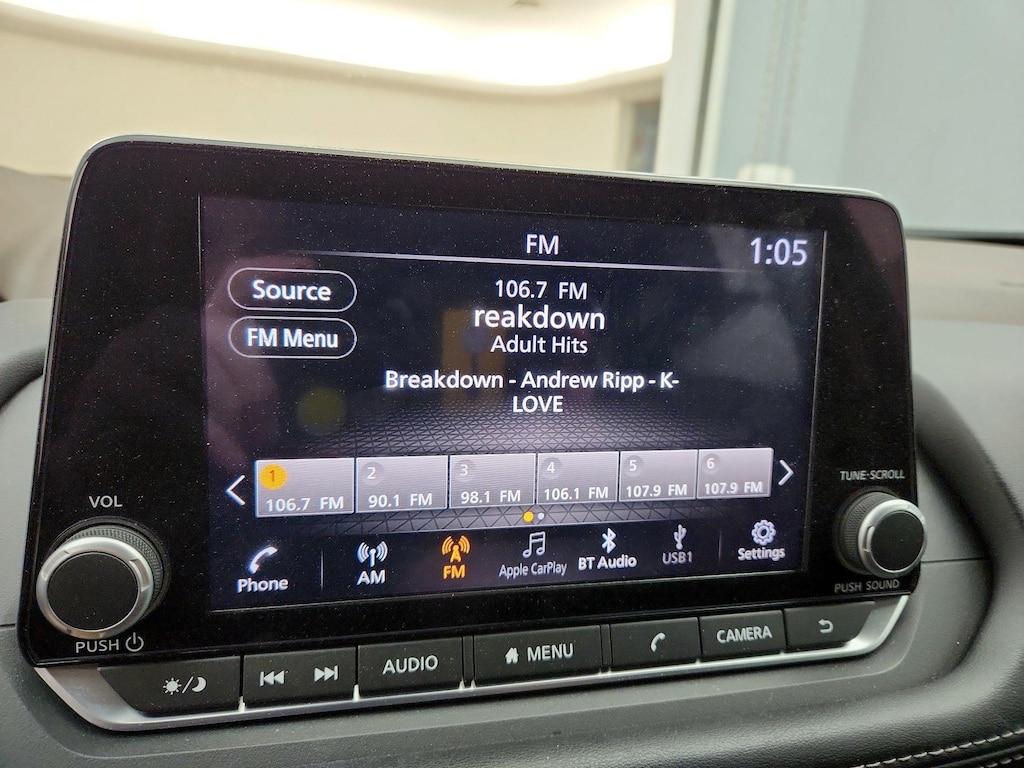 FM
1:05
Source
FM Menu
106.7 FM
reakdown
Adult Hits
Breakdown - Andrew Ripp - K-
LOVE
1
106.7 FM
2
90.1 FM
3
98.1 FM
4
106.1 FM
5
107.9 FM
6
107.9 FM
Phone
AM
FM
Apple CarPlay
BT Audio
USB1
Settings
VOL
PUSH
TUNE·SCROLL
PUSH SOUND
AUDIO
MENU
CAMERA